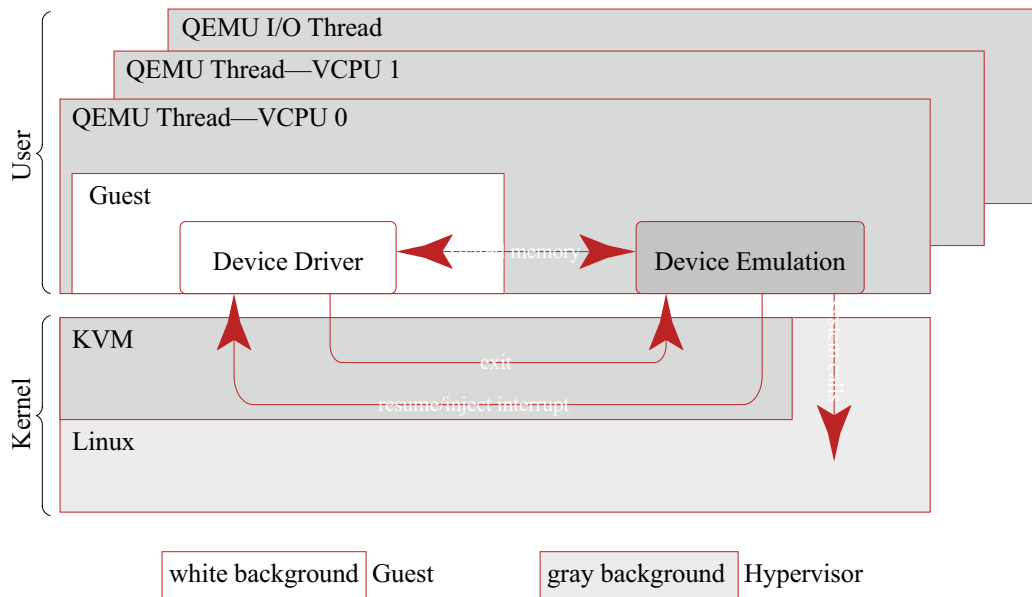 QEMU I/O Thread
QEMU Thread—VCPU 1
QEMU Thread—VCPU 0
User
Guest
Device Driver
memory
Device Emulation
KVM
exit
resume/inject interrupt
Kernel
Linux
white background Guest
gray background Hypervisor